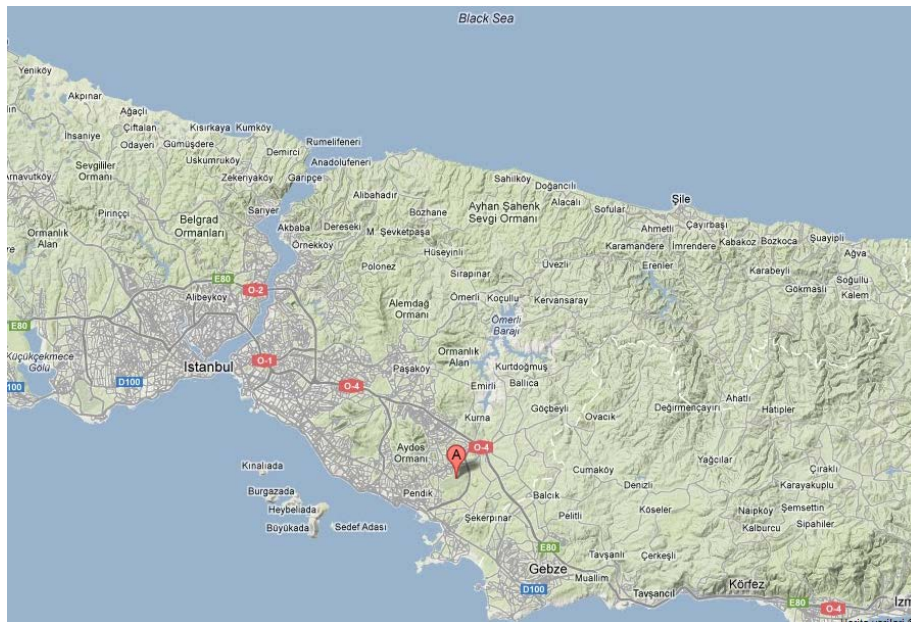 Black Sea
Yeniköy
Akpınar
Ağaçlı
Çiftalan
Kısırkaya
Kumköy
İhsaniye
Odayeri
Gümüşdere
Demirci
Rumelifeneri
Uskumruköy
Anadolufeneri
Sevgililer
Ormanı
Zekeriyaköy
Garipçe
Arnavutköy
Sahilköy
Doğancılı
Alibahadır
Şile
Pirinççi
Sarıyer
Bozhane
Ayhan Şahenk
Sevgi Ormanı
Alacalı
Sofular
Belgrad
Ormanları
Akbaba
Dereseki
M. Şevketpaşa
Ahmetli
Çayırbaşı
Ormanlık
Alan
Örnekköy
Hüseyinli
Karamandere
İmrendere
Kabakoz
Bozkoca
Şuayipli
Ağva
Polonez
Sırapınar
Üvezli
Erenler
Karabeyli
Soğullu
Kalem
Gökmaslı
E80
O-2
Alibeyköy
Alemdağ
Ormanı
Ömerli
Koçullu
Kervansaray
Ömerli
Barajı
E80
Küçükçekmece
Gölü
Istanbul
O-1
Ormanlık
Alan
Paşaköy
Kurtdoğmuş
Ballıca
100
D100
O-4
Emirli
Kurna
Göçbeyli
Ovacık
Değirmençayırı
Ahatlı
Hatipler
Aydos
Ormanı
O-4
A
Kınalıada
Cumaköy
Yağcılar
Çıraklı
Burgazada
Pendik
Balcık
Denizli
Karayakuplu
Heybeliada
Köseler
Naipköy
Şemsettin
Büyükada
Sedef Adası
Şekerpınar
Pelitli
Kalburcu
Sipahiler
E80
Gebze
Tavşanlı
Çerkeşli
Muallim
D100
Tavşancıl
Körfez
E80
O-4